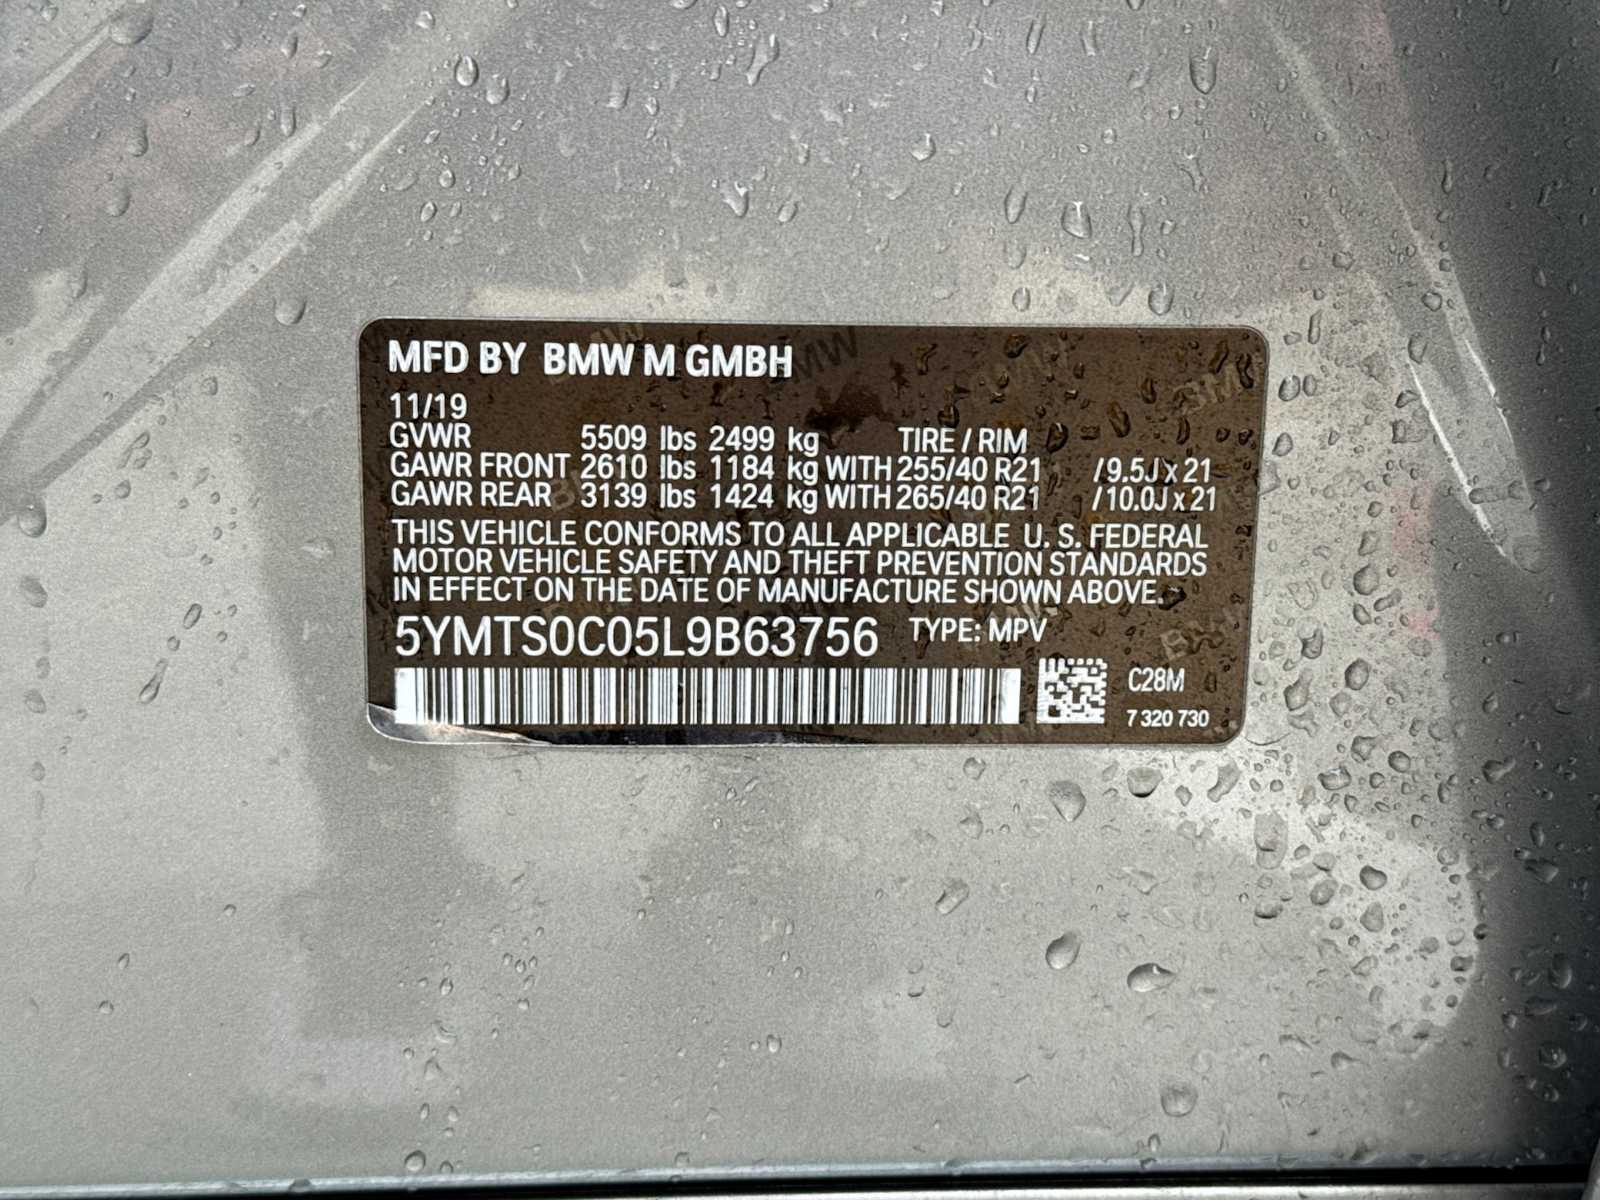 MFD BY BMW M GMBH
11/19
GVWR 5509 lbs 2499 kg TIRE / RIM
GAWR FRONT 2610 lbs 1184 kg WITH 255/40 R21 /9.5J x 21
GAWR REAR 3139 lbs 1424 kg WITH 265/40 R21 /10.0J x 21
THIS VEHICLE CONFORMS TO ALL APPLICABLE U. S. FEDERAL
MOTOR VEHICLE SAFETY AND THEFT PREVENTION STANDARDS
IN EFFECT ON THE DATE OF MANUFACTURE SHOWN ABOVE.
5YMTS0C05L9B63756 TYPE: MPV
C28M
7 320 730